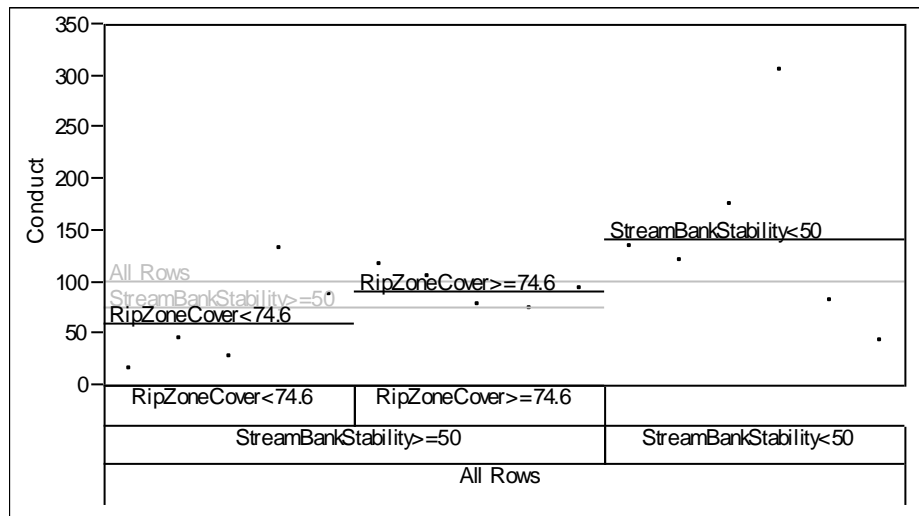 350
300
250
200
150
100
50
0
Conduct
StreamBankStability<50
All Rows
RipZoneCover>=74.6
StreamBankStability>=50
RipZoneCover<74.6
RipZoneCover<74.6
RipZoneCover>=74.6
StreamBankStability>=50
StreamBankStability<50
All Rows